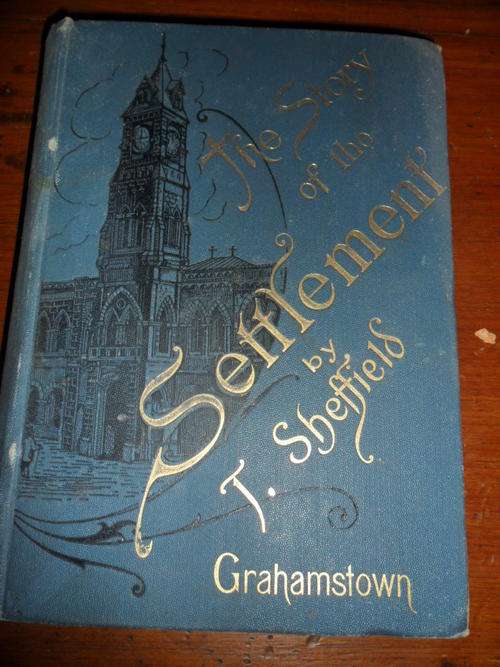 The Story
of the
Settlement
by
T. Sheffield
Grahamstown